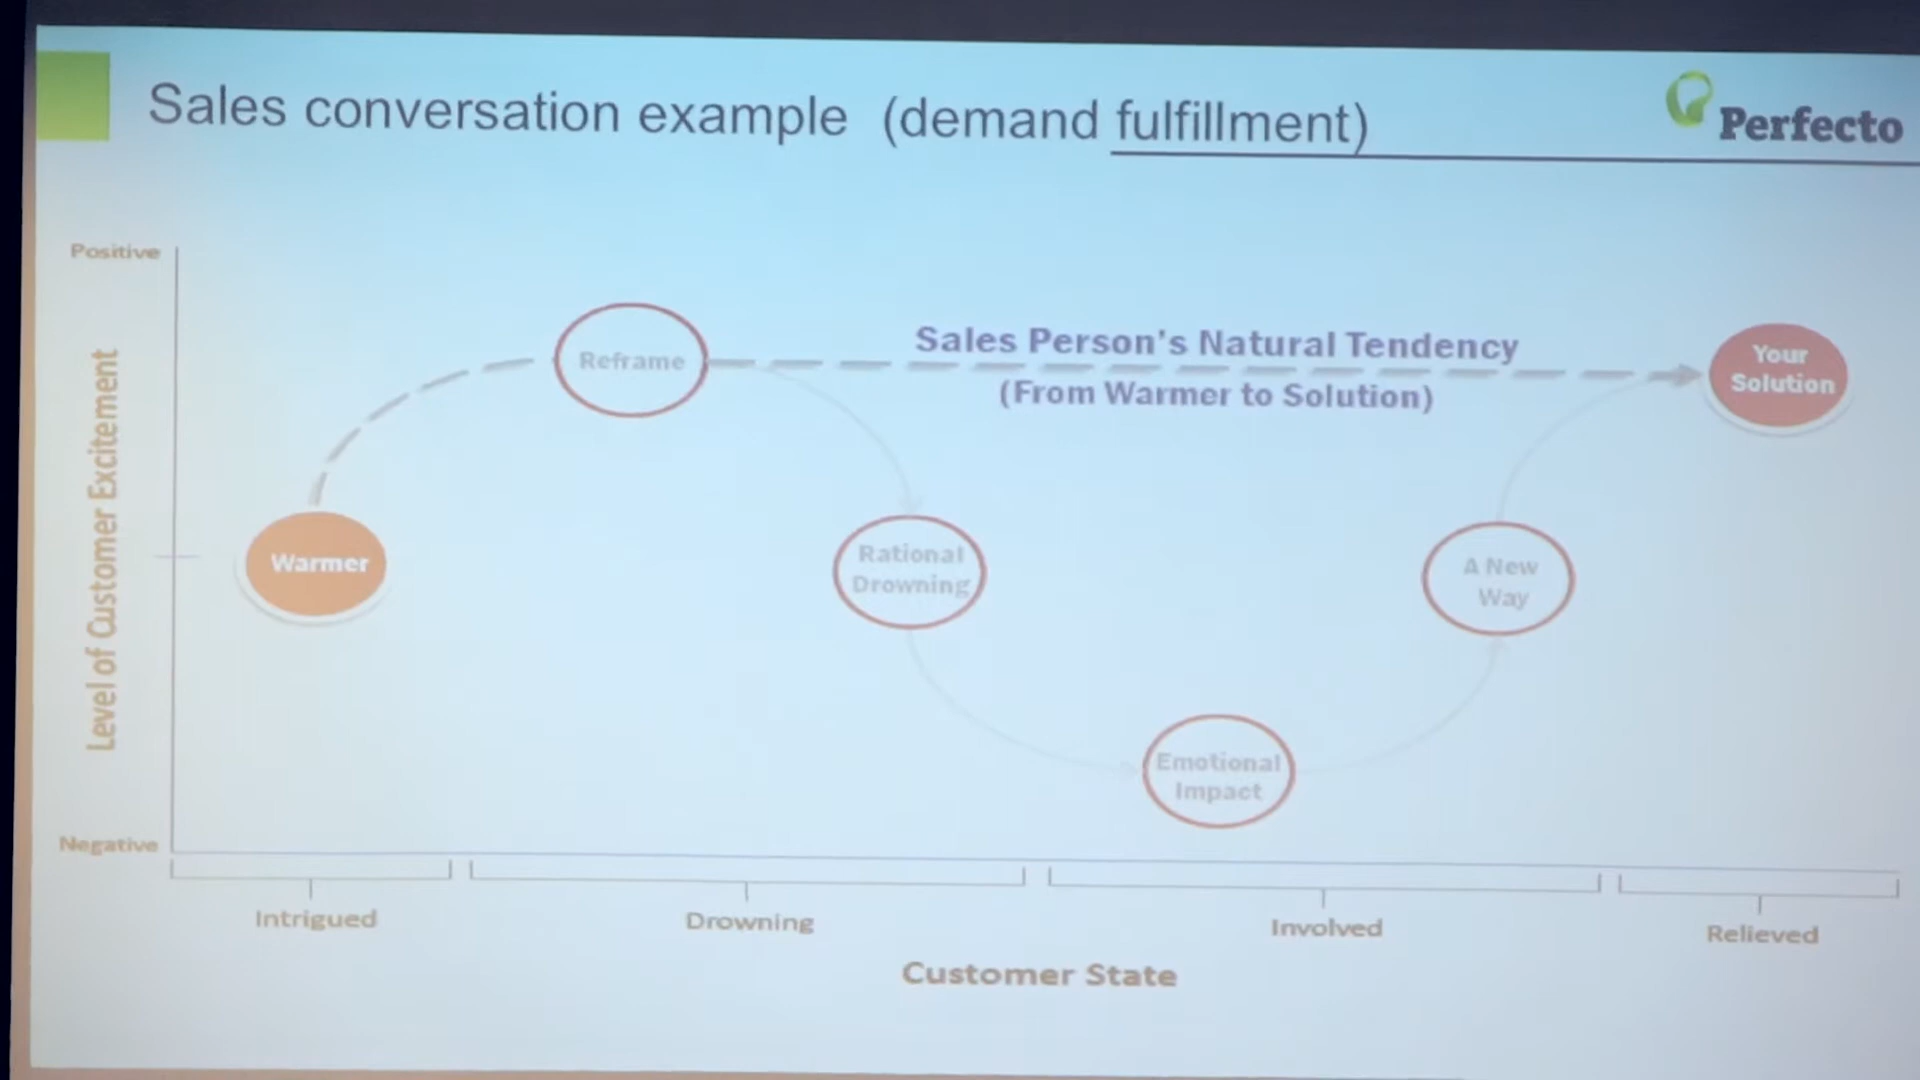 Sales conversation example (demand fulfillment)
Perfecto
Positive
Level of Customer Excitement
Negative
Warmer
Reframe
Sales Person's Natural Tendency
(From Warmer to Solution)
Your
Solution
Rational
Drowning
A New
Way
Emotional
Impact
Intrigued
Drowning
Involved
Relieved
Customer State